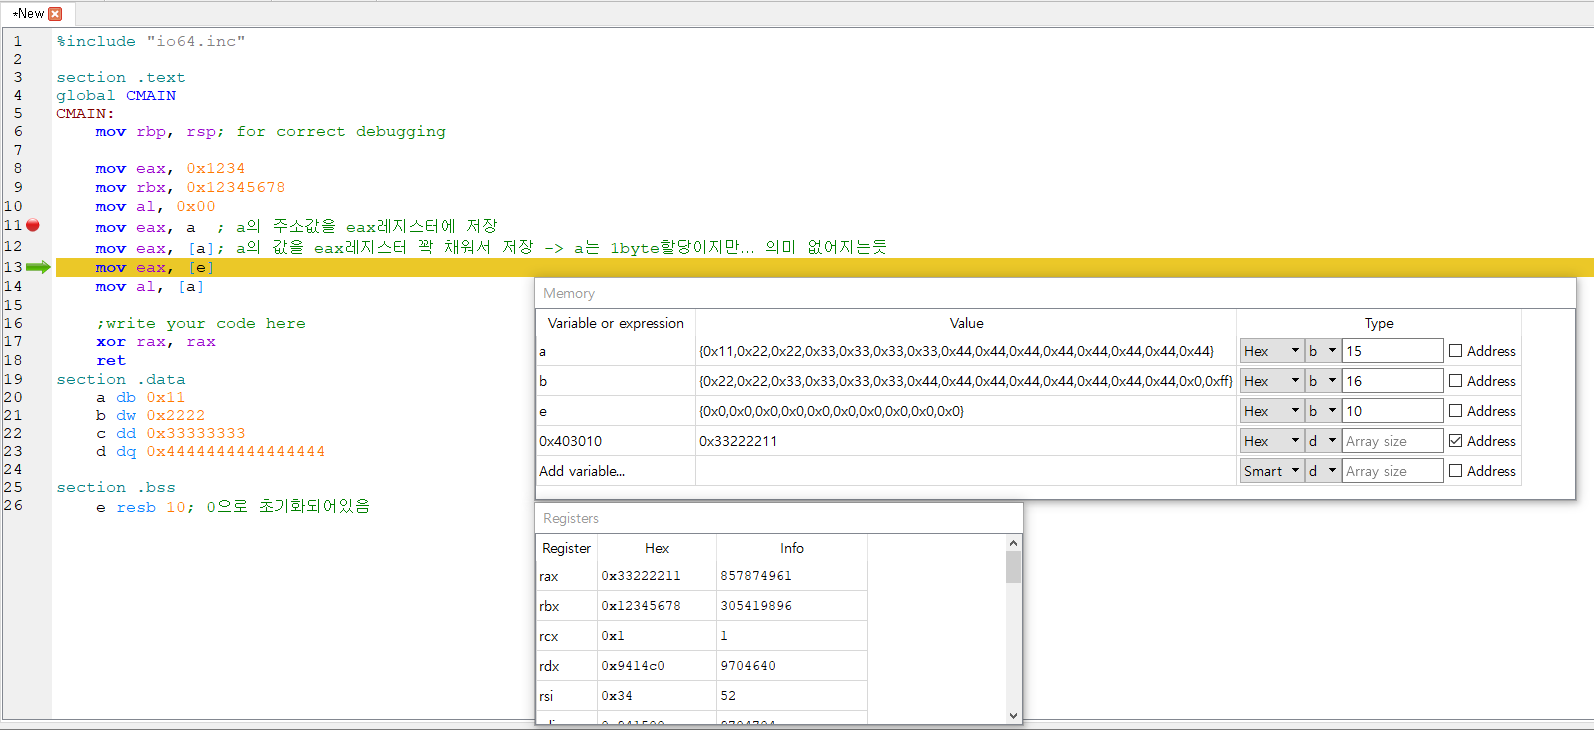 *New
1 %include "io64.inc"
2
3 section .text
4 global CMAIN
5 CMAIN:
6 mov rbp, rsp; for correct debugging
7
8 mov eax, 0x1234
9 mov rbx, 0x12345678
10 mov al, 0x00
11 mov eax, a ; a의 주소값을 eax레지스터에 저장
12 mov eax, [a]; a의 값을 eax레지스터 꽉 채워서 저장 -> a는 1byte할당이지만... 의미 없어지는듯
13 mov eax, [e]
14 mov al, [a]
15
16 ;write your code here
17 xor rax, rax
18 ret
19 section .data
20 a db 0x11
21 b dw 0x2222
22 c dd 0x33333333
23 d dq 0x4444444444444444
24
25 section .bss
26 e resb 10; 0으로 초기화되어있음
Memory
Variable or expression Value Type
a {0x11,0x22,0x22,0x33,0x33,0x33,0x33,0x44,0x44,0x44,0x44,0x44,0x44,0x44,0x44} Hex b 15 Address
b {0x22,0x22,0x33,0x33,0x33,0x33,0x44,0x44,0x44,0x44,0x44,0x44,0x44,0x44,0x0,0xff} Hex b 16 Address
e {0x0,0x0,0x0,0x0,0x0,0x0,0x0,0x0,0x0,0x0} Hex b 10 Address
0x403010 0x33222211 Hex d Array size Address
Add variable... Smart d Array size Address
Registers
Register Hex Info
rax 0x33222211 857874961
rbx 0x12345678 305419896
rcx 0x1 1
rdx 0x9414c0 9704640
rsi 0x34 52